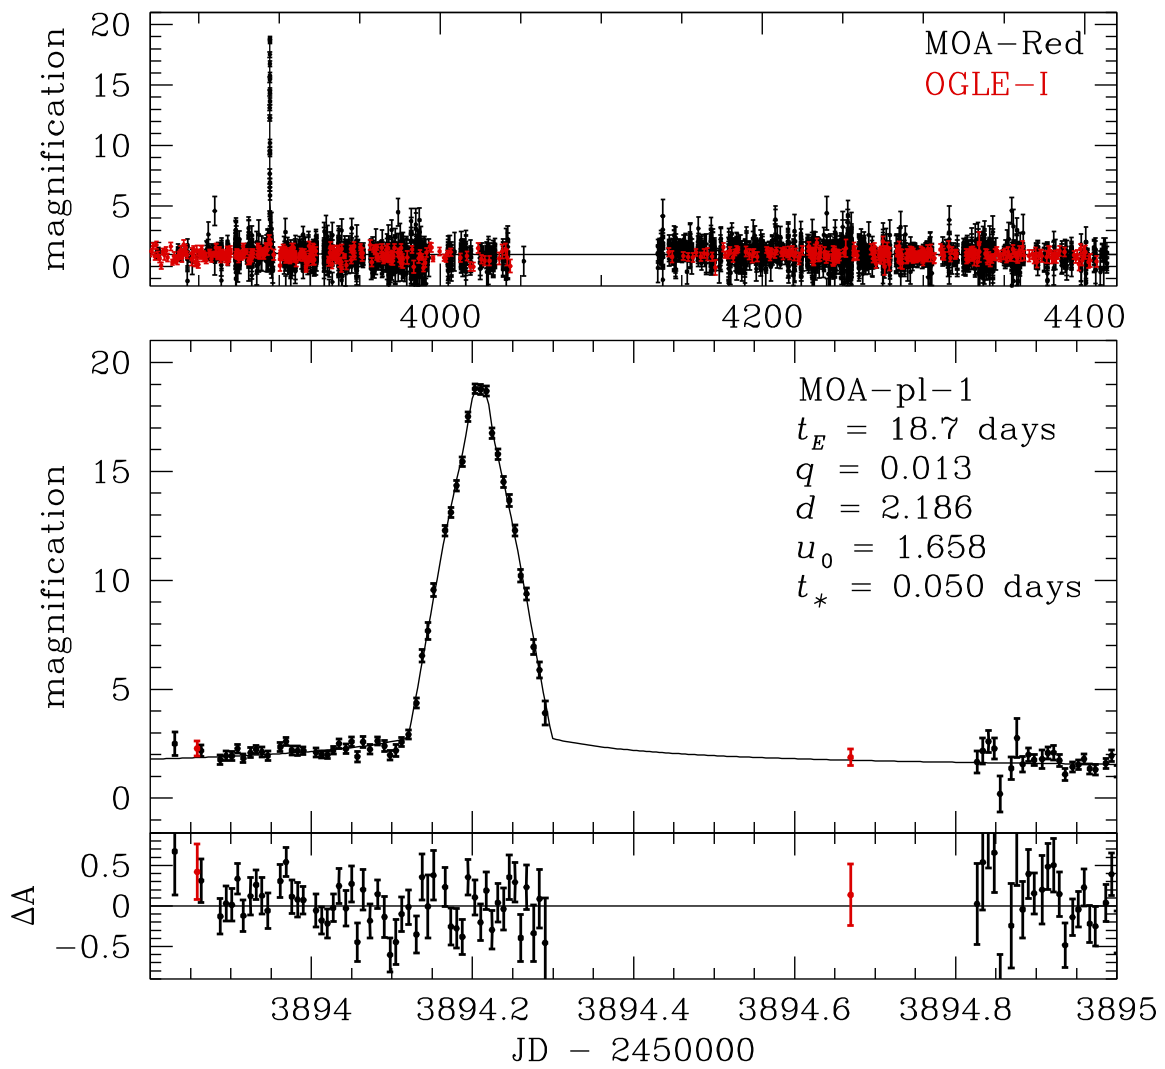 20
15
10
5
0
magnification
MOA-Red
OGLE-I
4000 4200 4400
20
15
10
5
0
magnification
MOA-pl-1
t_E = 18.7 days
q = 0.013
d = 2.186
u_0 = 1.658
t_* = 0.050 days
0.5
0
-0.5
ΔA
3894 3894.2 3894.4 3894.6 3894.8 3895
JD - 2450000